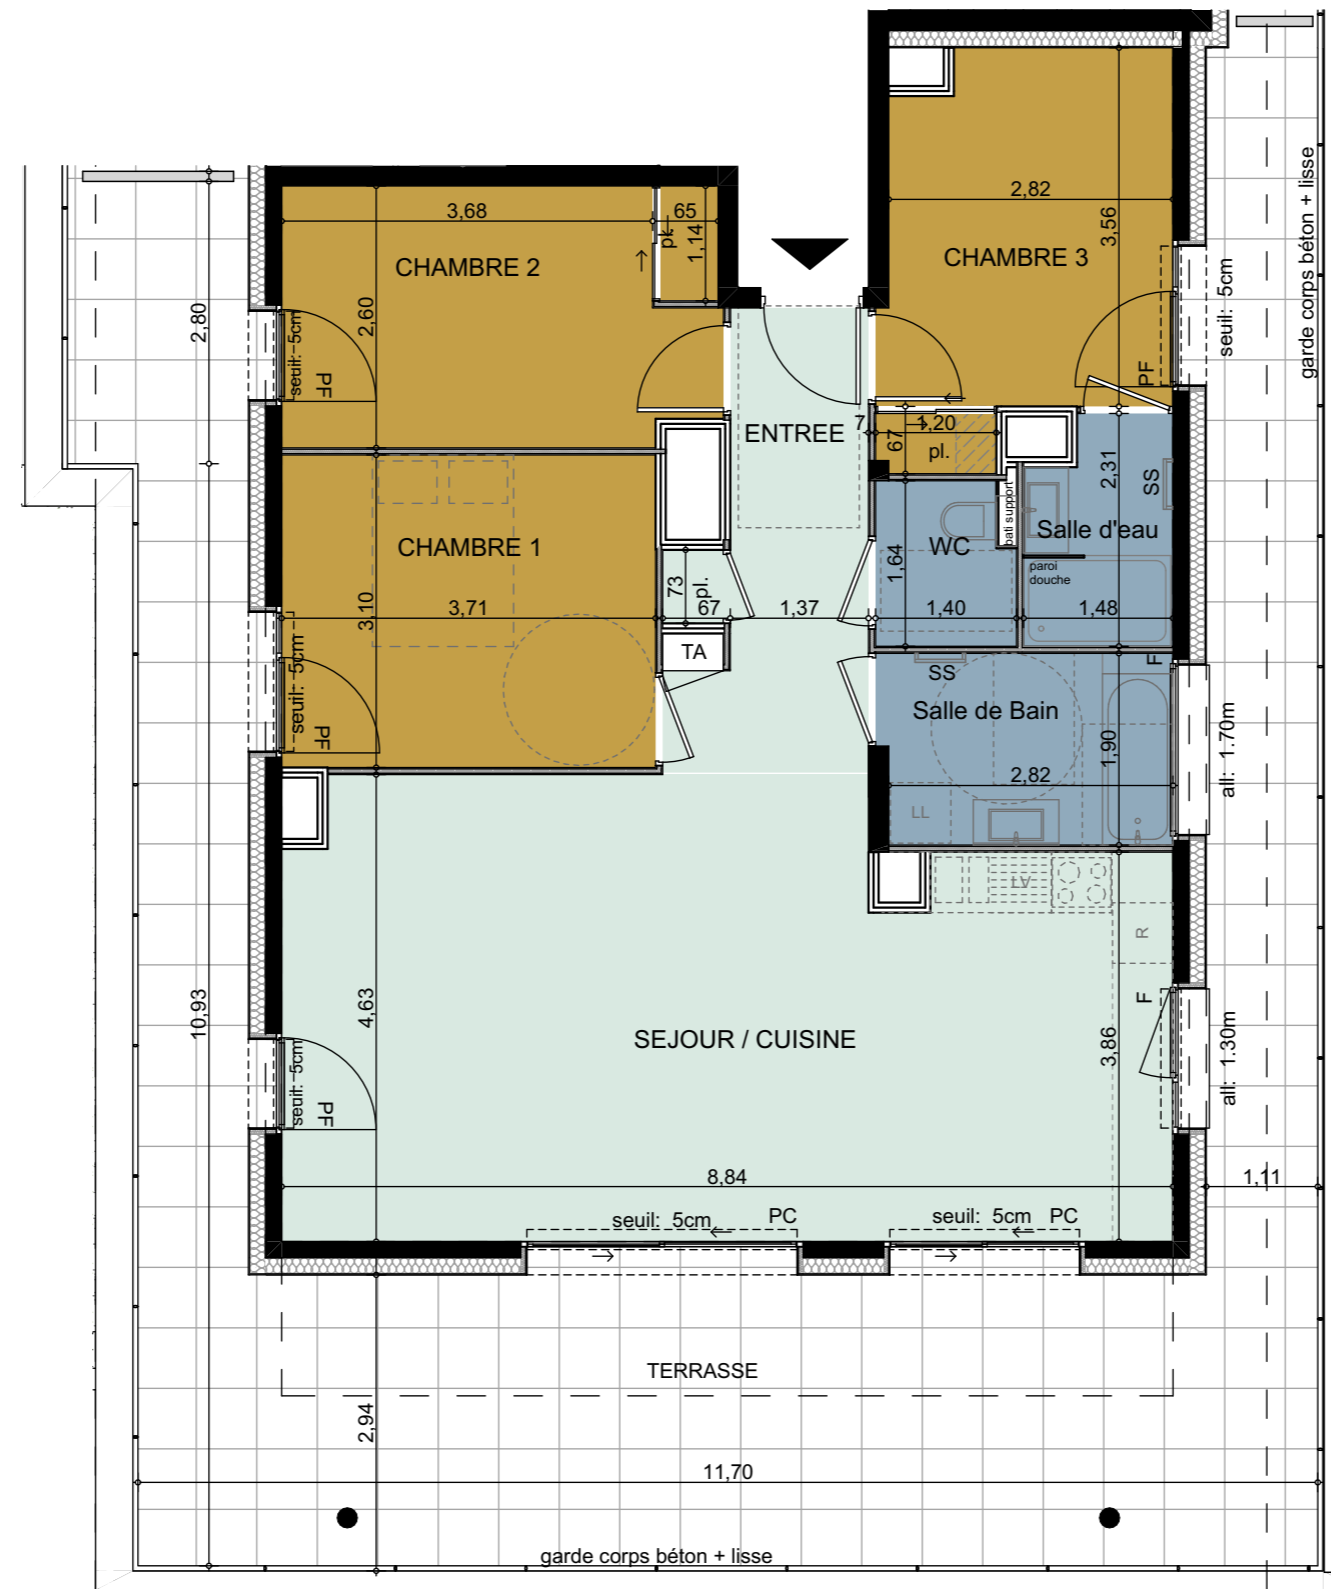 garde corps béton + lisse
2,82
3,56
CHAMBRE 3
PF
seuil: 5cm
3,68
65
pl.
1,14
CHAMBRE 2
2,60
2,80
seuil: 5cm
PF
ENTREE
7
1,20
67
pl.
2,31
SS
bati support
Salle d'eau
WC
CHAMBRE 1
1,64
paroi
douche
73
pl.
3,10
3,71
67
1,37
1,40
1,48
TA
seuil: 5cm
PF
SS
F
Salle de Bain
1,90
all: 1.70m
2,82
LL
LV
R
F
10,93
4,63
SEJOUR / CUISINE
3,86
all: 1.30m
seuil: 5cm
PF
8,84
1,11
seuil: 5cm
PC
seuil: 5cm
PC
TERRASSE
2,94
11,70
garde corps béton + lisse